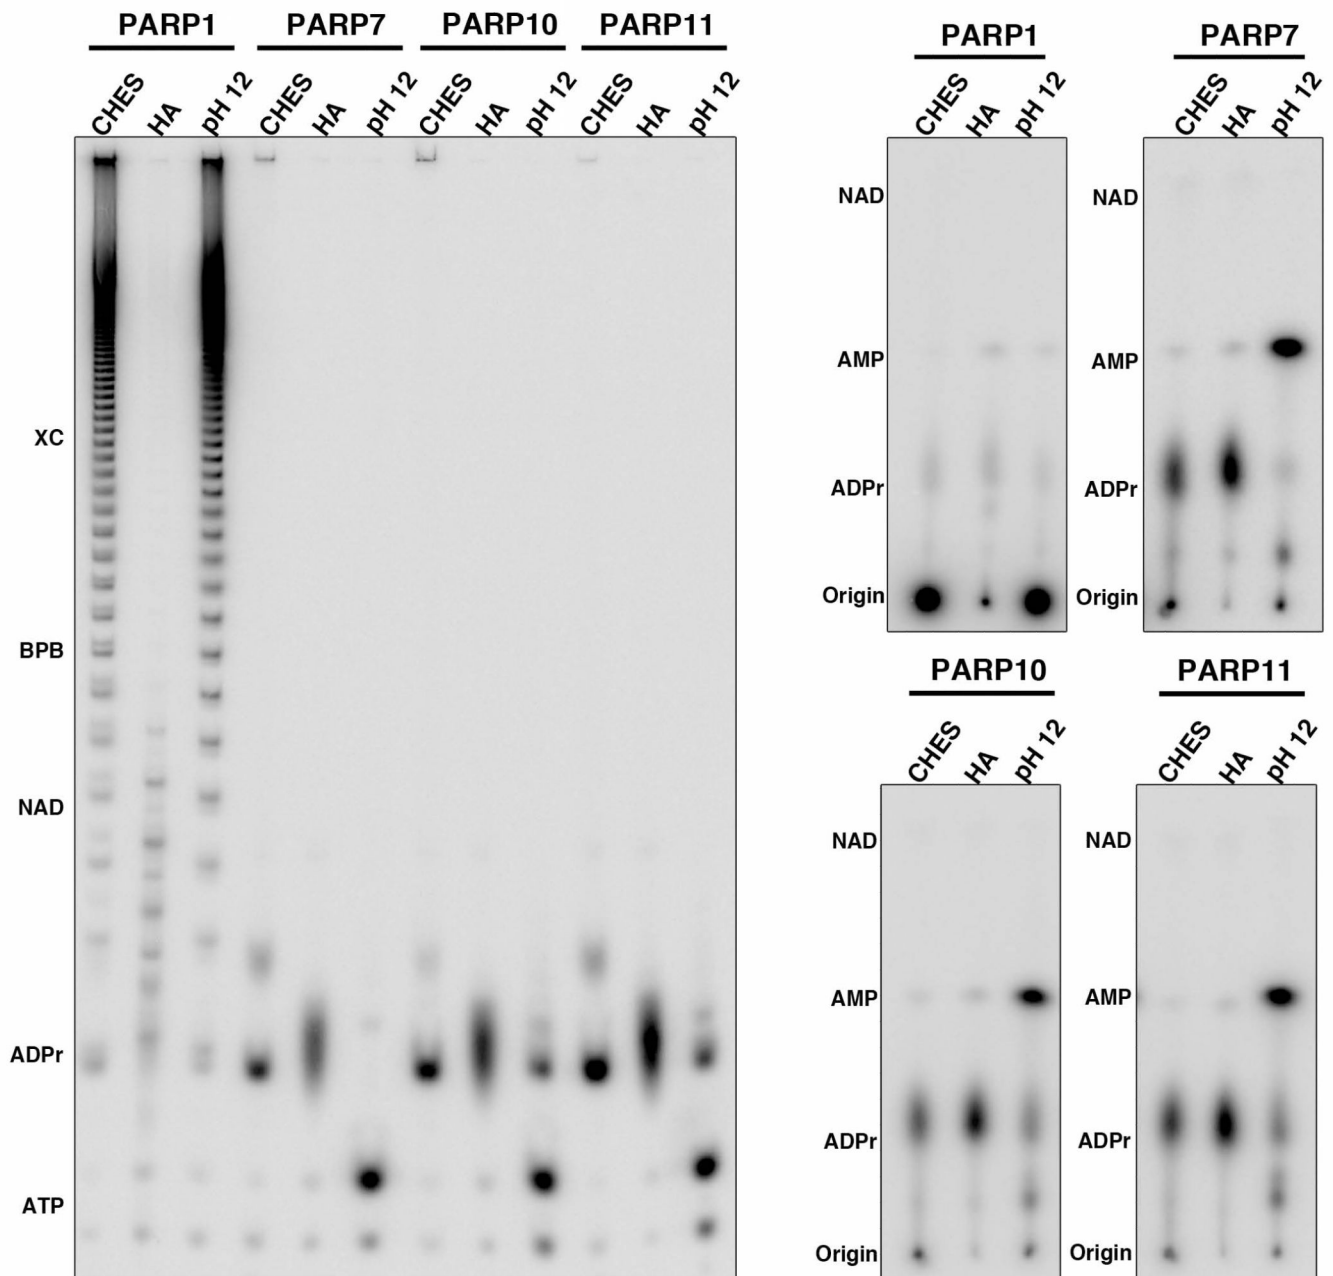 PARP1 PARP7 PARP10 PARP11
CHES HA pH 12 CHES HA pH 12 CHES HA pH 12 CHES HA pH 12
XC
BPB
NAD
ADPr
ATP
PARP1
CHES HA pH 12
NAD
AMP
ADPr
Origin
PARP7
CHES HA pH 12
NAD
AMP
ADPr
Origin
PARP10
CHES HA pH 12
NAD
AMP
ADPr
Origin
PARP11
CHES HA pH 12
NAD
AMP
ADPr
Origin